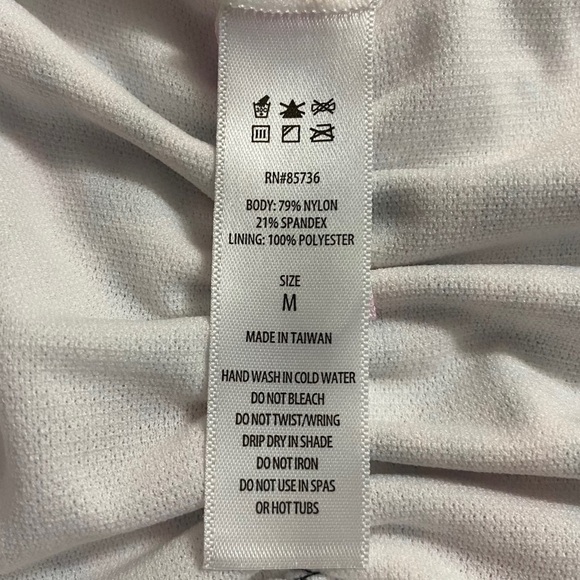 RN#85736
BODY: 79% NYLON
21% SPANDEX
LINING: 100% POLYESTER
SIZE
M
MADE IN TAIWAN
HAND WASH IN COLD WATER
DO NOT BLEACH
DO NOT TWIST/WRING
DRIP DRY IN SHADE
DO NOT IRON
DO NOT USE IN SPAS
OR HOT TUBS